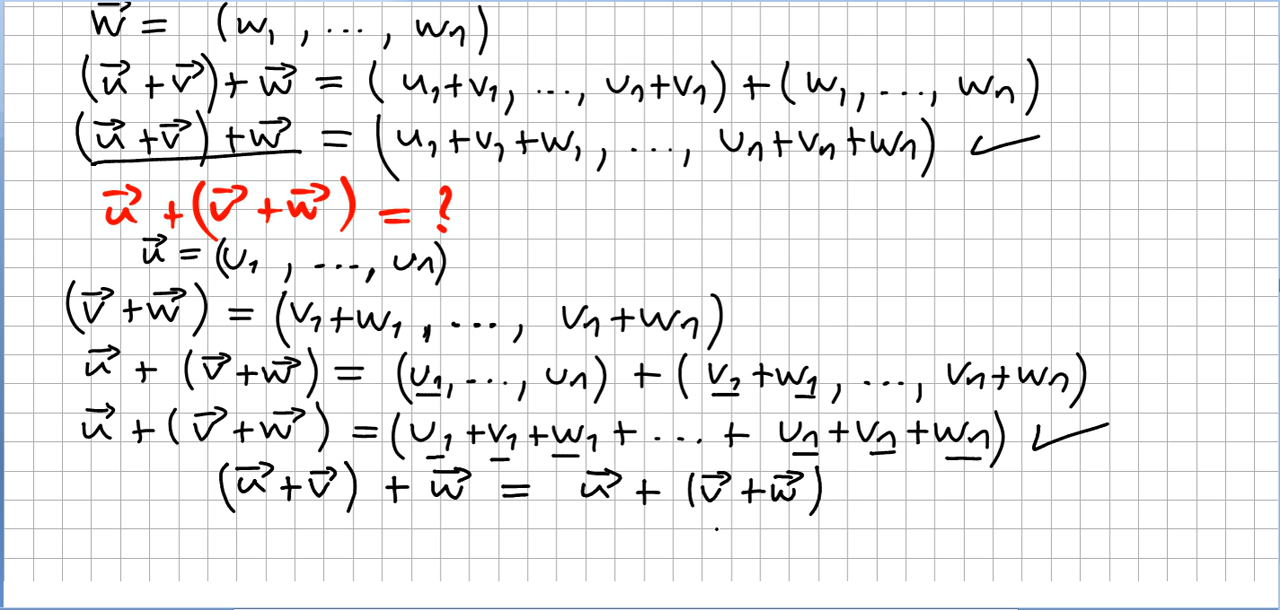 w⃗ = (w₁, ..., wₙ)
(u⃗ + v⃗) + w⃗ = (u₁+v₁, ..., uₙ+vₙ) + (w₁, ..., wₙ)
(u⃗ + v⃗) + w⃗ = (u₁+v₁+w₁, ..., uₙ+vₙ+wₙ) ✓
u⃗ + (v⃗ + w⃗) = ?
u⃗ = (u₁, ..., uₙ)
(v⃗ + w⃗) = (v₁+w₁, ..., vₙ+wₙ)
u⃗ + (v⃗ + w⃗) = (u₁, ..., uₙ) + (v₁+w₁, ..., vₙ+wₙ)
u⃗ + (v⃗ + w⃗) = (u₁+v₁+w₁ + ... + uₙ+vₙ+wₙ) ✓
(u⃗ + v⃗) + w⃗ = u⃗ + (v⃗ + w⃗)